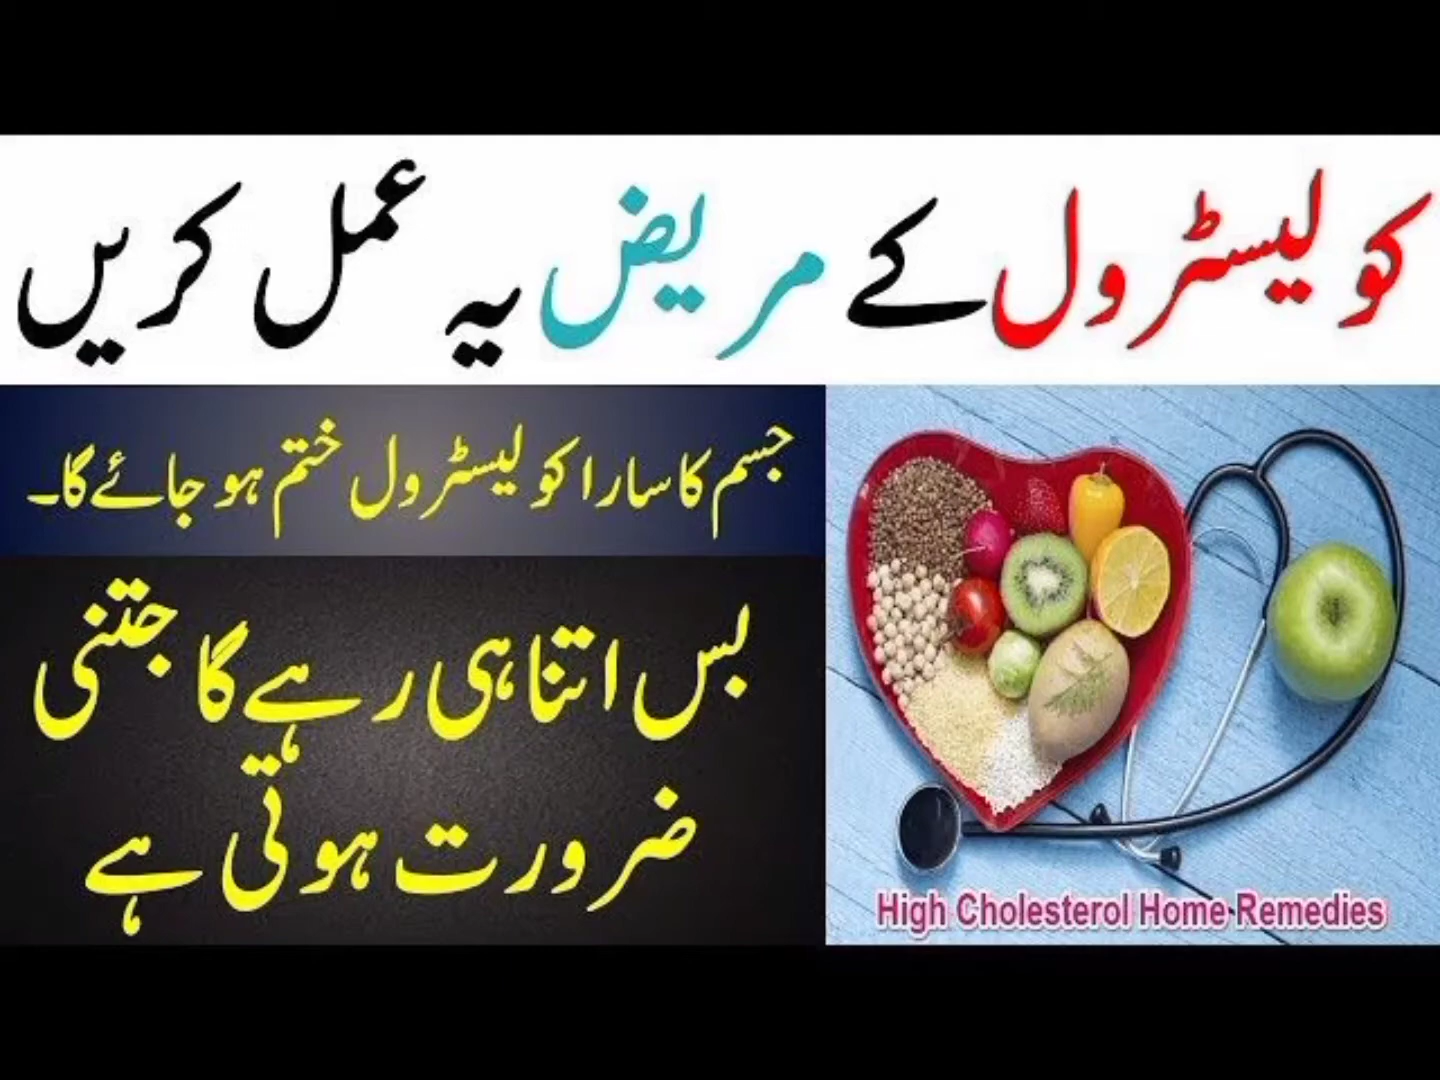 کولیسٹرول کے مریض یہ عمل کریں
جسم کا سارا کولیسٹرول ختم ہو جائے گا۔
بس اتنا ہی رہے گا جتنی
ضرورت ہوتی ہے
High Cholesterol Home Remedies